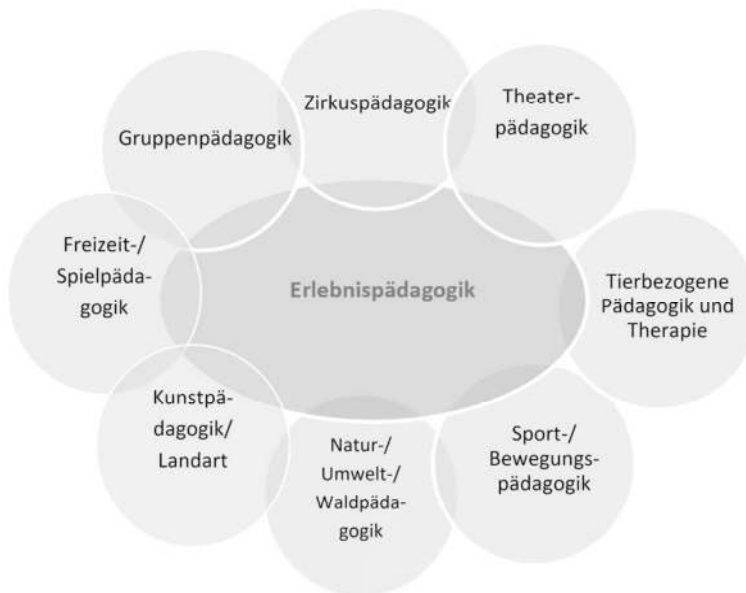 Zirkuspädagogik
Theater-
pädagogik
Gruppenpädagogik
Freizeit-/
Spielpäda-
gogik
Erlebnispädagogik
Tierbezogene
Pädagogik und
Therapie
Kunstpä-
dagogik/
Landart
Natur-/
Umwelt-/
Waldpäda-
gogik
Sport-/
Bewegungs-
pädagogik